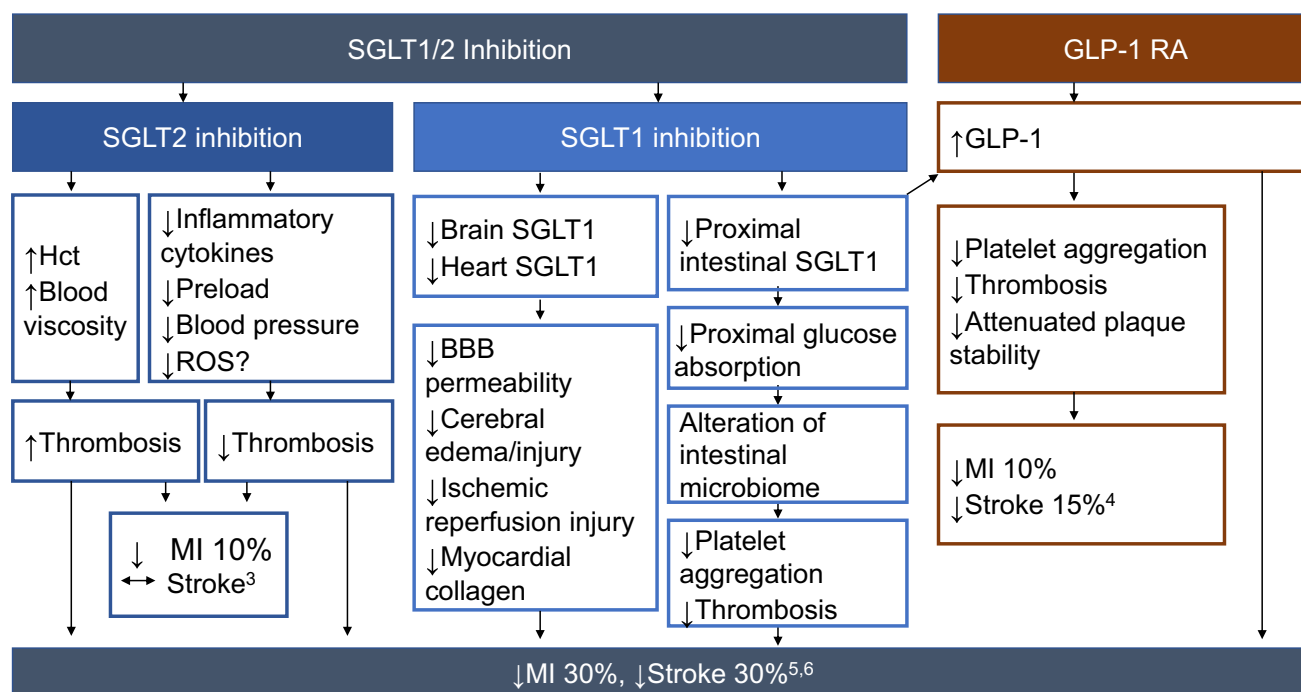 SGLT1/2 Inhibition
GLP-1 RA
SGLT2 inhibition
SGLT1 inhibition
↑GLP-1
↑Hct
↑Blood
viscosity
↓Inflammatory
cytokines
↓Preload
↓Blood pressure
↓ROS?
↓Brain SGLT1
↓Heart SGLT1
↓Proximal
intestinal SGLT1
↓Platelet aggregation
↓Thrombosis
↓Attenuated plaque
stability
↓BBB
permeability
↓Cerebral
edema/injury
↓Ischemic
reperfusion injury
↓Myocardial
collagen
↓Proximal glucose
absorption
↑Thrombosis
↓Thrombosis
Alteration of
intestinal
microbiome
↓MI 10%
↓Stroke 15%⁴
↓ MI 10%
↔ Stroke³
↓Platelet
aggregation
↓Thrombosis
↓MI 30%, ↓Stroke 30%⁵,⁶